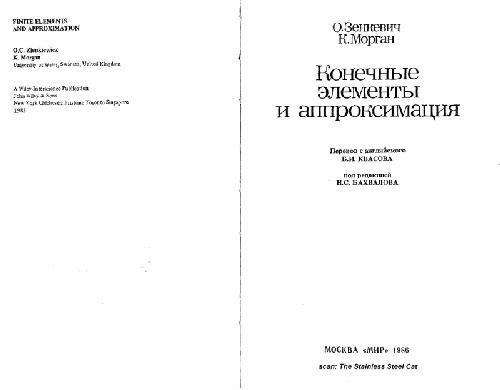 FINITE ELEMENTS
AND APPROXIMATION
O.C. Zienkiewicz
K. Morgan
University of Wales, Swansea, United Kingdom
A Wiley-Interscience Publication
John Wiley & Sons
New York Chichester Brisbane Toronto Singapore
1983
О.Зенкевич
К.Морган
Конечные
элементы
и аппроксимация
Перевод с английского
Б.И. КВАСОВА
под редакцией
Н.С. БАХВАЛОВА
МОСКВА «МИР» 1986
scan: The Stainless Steel Cat